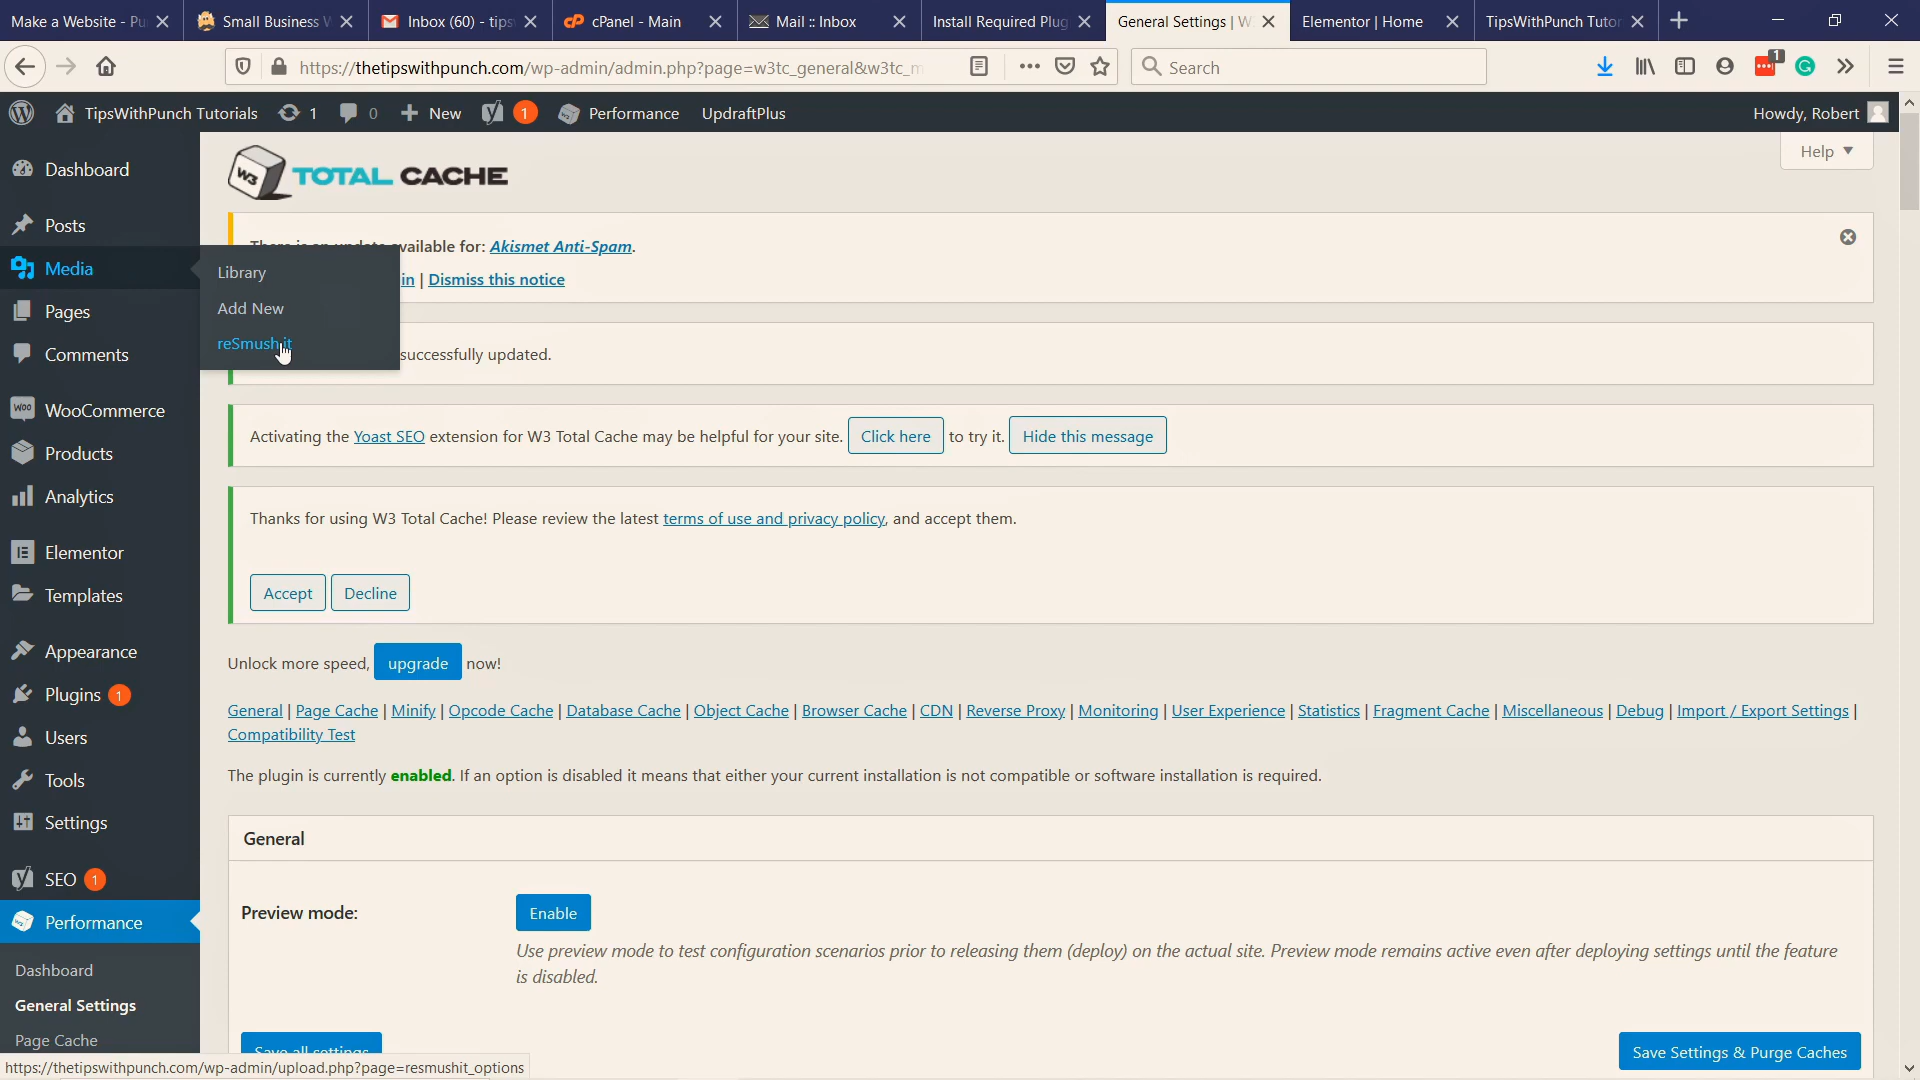 Make a Website - Pu
Small Business W
Inbox (60) - tips
cPanel - Main
Mail :: Inbox
Install Required Plug
General Settings | W
Elementor | Home
TipsWithPunch Tutor
https://thetipswithpunch.com/wp-admin/admin.php?page=w3tc_general&w3tc_m
Search
1
TipsWithPunch Tutorials
1
0
New
1
Performance
UpdraftPlus
Howdy, Robert
Dashboard
Posts
Media
Pages
Comments
WooCommerce
Products
Analytics
Elementor
Templates
Appearance
Plugins 1
Users
Tools
Settings
SEO 1
Performance
Dashboard
General Settings
Page Cache
Library
Add New
reSmush.it
W3 TOTAL CACHE
Help
available for: Akismet Anti-Spam.
in | Dismiss this notice
successfully updated.
Activating the Yoast SEO extension for W3 Total Cache may be helpful for your site. Click here to try it. Hide this message
Thanks for using W3 Total Cache! Please review the latest terms of use and privacy policy, and accept them.
Accept Decline
Unlock more speed, upgrade now!
General | Page Cache | Minify | Opcode Cache | Database Cache | Object Cache | Browser Cache | CDN | Reverse Proxy | Monitoring | User Experience | Statistics | Fragment Cache | Miscellaneous | Debug | Import / Export Settings |
Compatibility Test
The plugin is currently enabled. If an option is disabled it means that either your current installation is not compatible or software installation is required.
General
Preview mode: Enable
Use preview mode to test configuration scenarios prior to releasing them (deploy) on the actual site. Preview mode remains active even after deploying settings until the feature
is disabled.
Save all settings
Save Settings & Purge Caches
https://thetipswithpunch.com/wp-admin/upload.php?page=resmushit_options